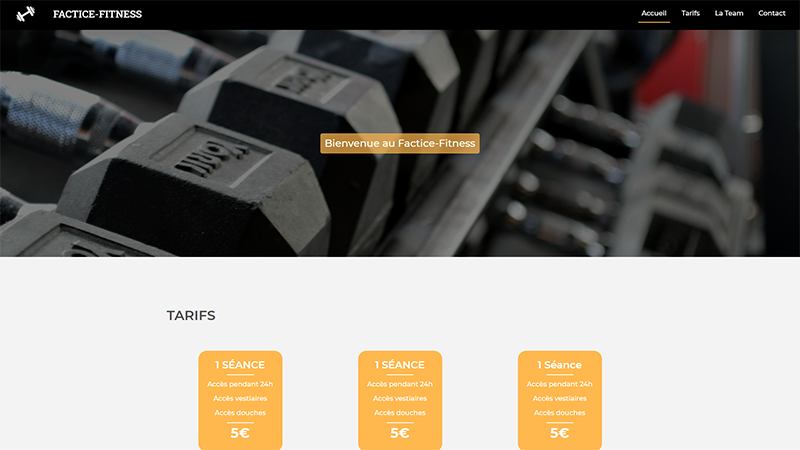 FACTICE-FITNESS
Accueil Tarifs La Team Contact
Bienvenue au Factice-Fitness
TARIFS
1 SÉANCE
Accès pendant 24h
Accès vestiaires
Accès douches
5€
1 SÉANCE
Accès pendant 24h
Accès vestiaires
Accès douches
5€
1 Séance
Accès pendant 24h
Accès vestiaires
Accès douches
5€